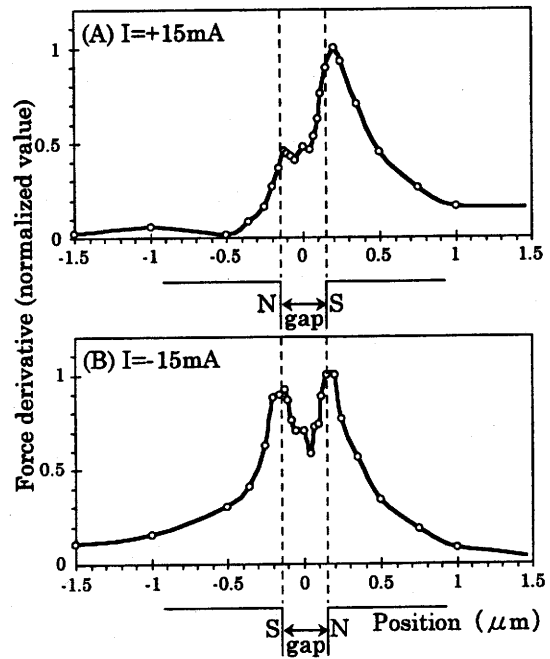 Force derivative (normalized value)
(A) I=+15mA
1
0.5
0
-1.5 -1 -0.5 0 0.5 1 1.5
N gap S
(B) I=-15mA
1
0.5
0
-1.5 -1 -0.5 0 0.5 1 1.5
S gap N Position (μm)